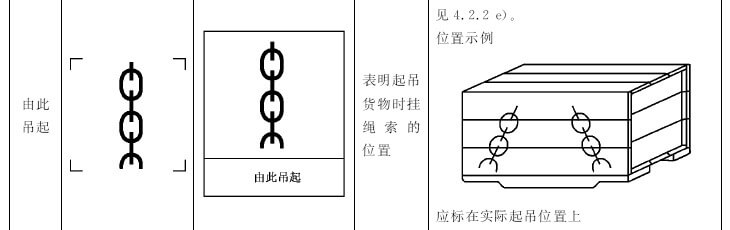 由此
吊起
由此吊起
表明起吊
货物时挂
绳索的
位置
见 4.2.2 e)。
位置示例
应标在实际起吊位置上